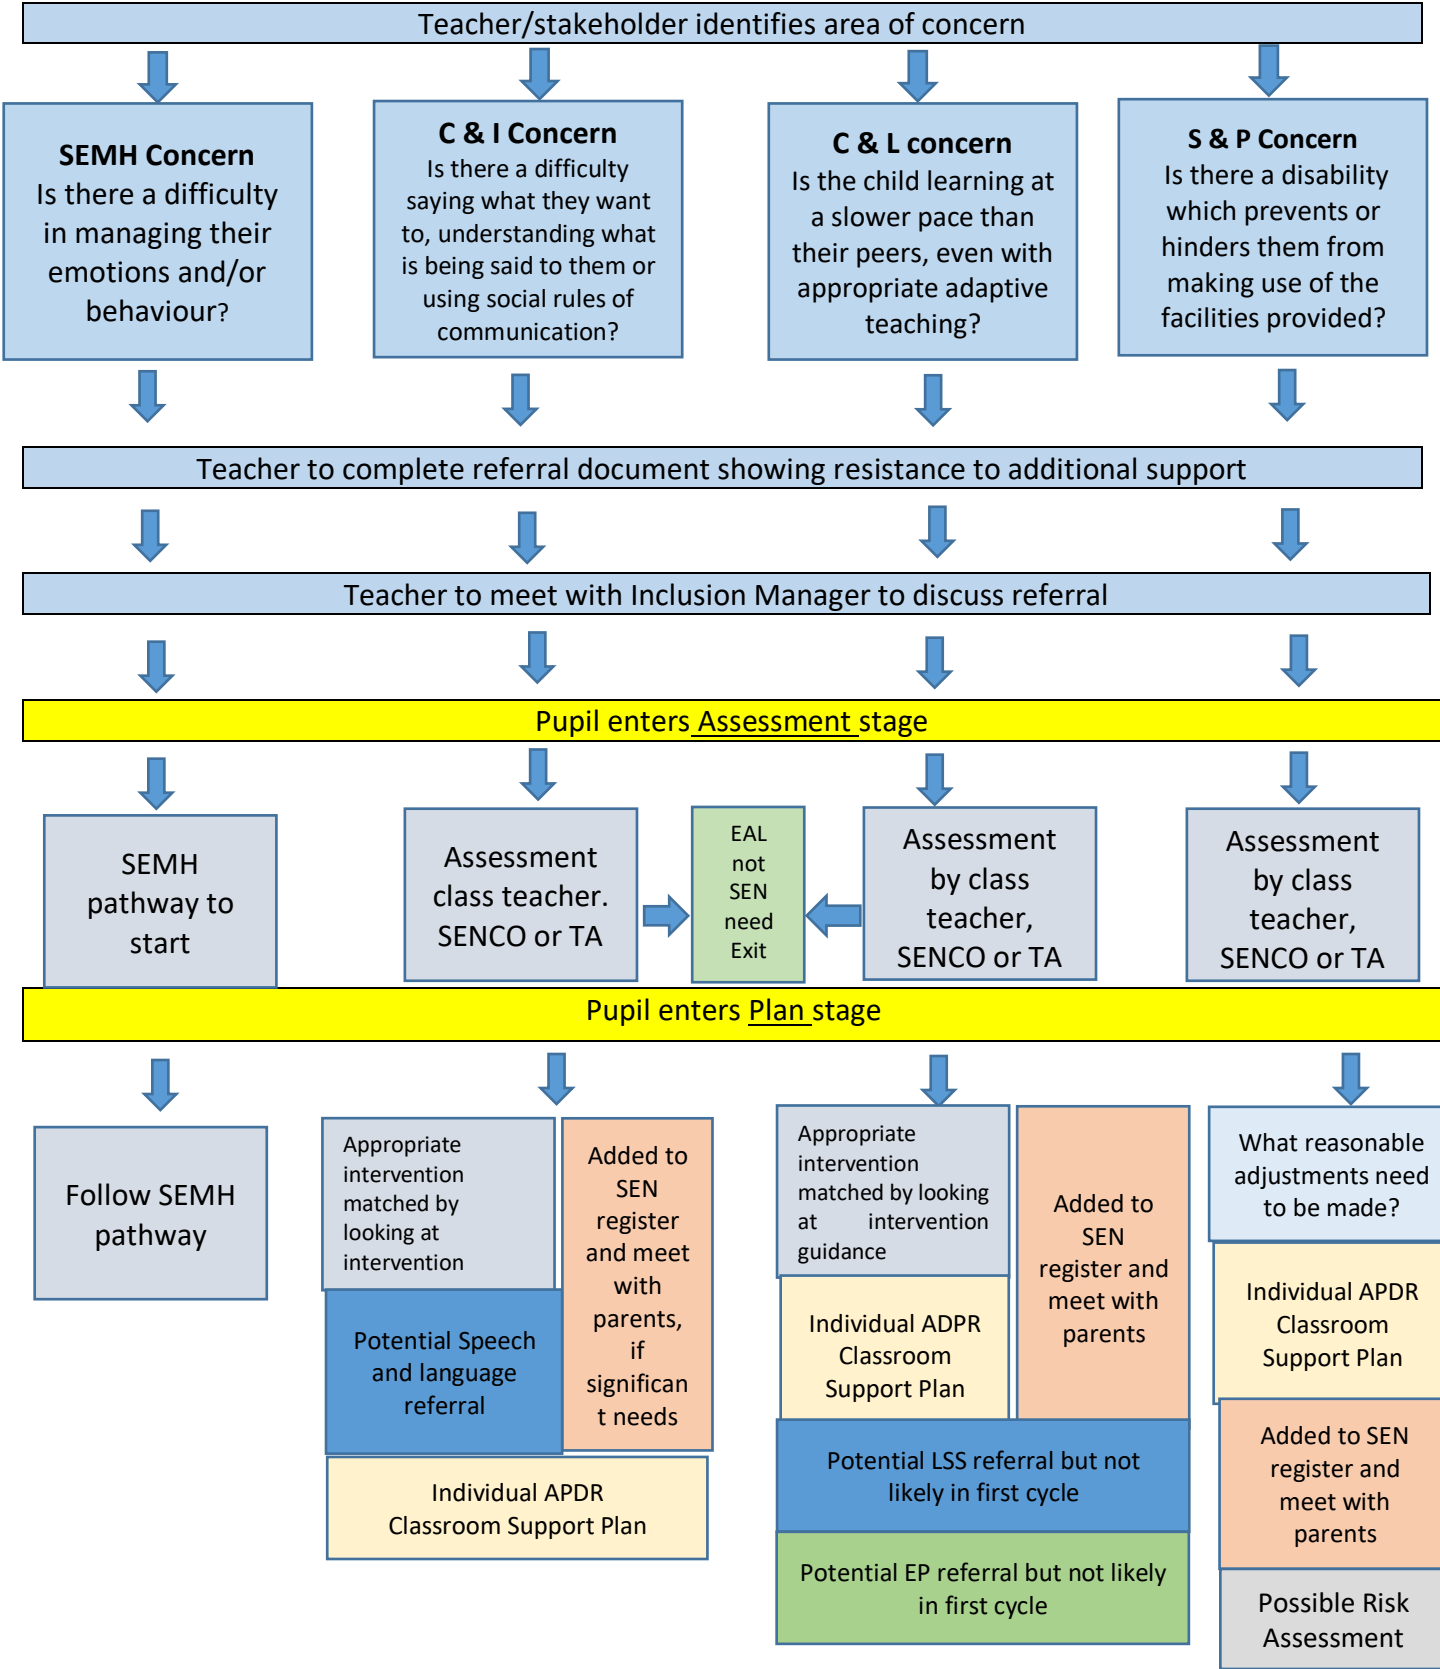 Teacher/stakeholder identifies area of concern
SEMH Concern
Is there a difficulty
in managing their
emotions and/or
behaviour?
C & I Concern
Is there a difficulty
saying what they want
to, understanding what
is being said to them or
using social rules of
communication?
C & L concern
Is the child learning at
a slower pace than
their peers, even with
appropriate adaptive
teaching?
S & P Concern
Is there a disability
which prevents or
hinders them from
making use of the
facilities provided?
Teacher to complete referral document showing resistance to additional support
Teacher to meet with Inclusion Manager to discuss referral
Pupil enters Assessment stage
SEMH
pathway to
start
Assessment
class teacher.
SENCO or TA
EAL
not
SEN
need
Exit
Assessment
by class
teacher,
SENCO or TA
Assessment
by class
teacher,
SENCO or TA
Pupil enters Plan stage
Follow SEMH
pathway
Appropriate
intervention
matched by
looking at
intervention
Added to
SEN
register
and meet
with
parents,
if
significan
t needs
Potential Speech
and language
referral
Individual APDR
Classroom Support Plan
Appropriate
intervention
matched by looking
at intervention
guidance
Added to
SEN
register and
meet with
parents
Individual ADPR
Classroom
Support Plan
Potential LSS referral but not
likely in first cycle
Potential EP referral but not likely
in first cycle
What reasonable
adjustments need
to be made?
Individual APDR
Classroom
Support Plan
Added to SEN
register and
meet with
parents
Possible Risk
Assessment